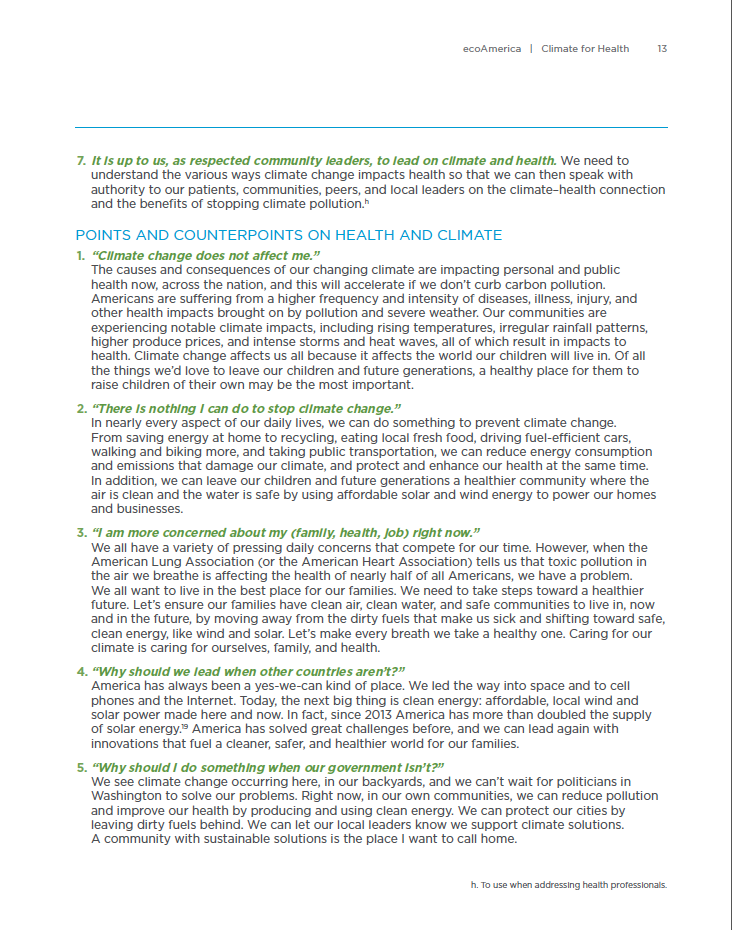 ecoAmerica | Climate for Health 13
7. It is up to us, as respected community leaders, to lead on climate and health. We need to
understand the various ways climate change impacts health so that we can then speak with
authority to our patients, communities, peers, and local leaders on the climate–health connection
and the benefits of stopping climate pollution.h
POINTS AND COUNTERPOINTS ON HEALTH AND CLIMATE
1. “Climate change does not affect me.”
The causes and consequences of our changing climate are impacting personal and public
health now, across the nation, and this will accelerate if we don’t curb carbon pollution.
Americans are suffering from a higher frequency and intensity of diseases, illness, injury, and
other health impacts brought on by pollution and severe weather. Our communities are
experiencing notable climate impacts, including rising temperatures, irregular rainfall patterns,
higher produce prices, and intense storms and heat waves, all of which result in impacts to
health. Climate change affects us all because it affects the world our children will live in. Of all
the things we’d love to leave our children and future generations, a healthy place for them to
raise children of their own may be the most important.
2. “There is nothing I can do to stop climate change.”
In nearly every aspect of our daily lives, we can do something to prevent climate change.
From saving energy at home to recycling, eating local fresh food, driving fuel-efficient cars,
walking and biking more, and taking public transportation, we can reduce energy consumption
and emissions that damage our climate, and protect and enhance our health at the same time.
In addition, we can leave our children and future generations a healthier community where the
air is clean and the water is safe by using affordable solar and wind energy to power our homes
and businesses.
3. “I am more concerned about my (family, health, job) right now.”
We all have a variety of pressing daily concerns that compete for our time. However, when the
American Lung Association (or the American Heart Association) tells us that toxic pollution in
the air we breathe is affecting the health of nearly half of all Americans, we have a problem.
We all want to live in the best place for our families. We need to take steps toward a healthier
future. Let’s ensure our families have clean air, clean water, and safe communities to live in, now
and in the future, by moving away from the dirty fuels that make us sick and shifting toward safe,
clean energy, like wind and solar. Let’s make every breath we take a healthy one. Caring for our
climate is caring for ourselves, family, and health.
4. “Why should we lead when other countries aren’t?”
America has always been a yes-we-can kind of place. We led the way into space and to cell
phones and the Internet. Today, the next big thing is clean energy: affordable, local wind and
solar power made here and now. In fact, since 2013 America has more than doubled the supply
of solar energy.19 America has solved great challenges before, and we can lead again with
innovations that fuel a cleaner, safer, and healthier world for our families.
5. “Why should I do something when our government isn’t?”
We see climate change occurring here, in our backyards, and we can’t wait for politicians in
Washington to solve our problems. Right now, in our own communities, we can reduce pollution
and improve our health by producing and using clean energy. We can protect our cities by
leaving dirty fuels behind. We can let our local leaders know we support climate solutions.
A community with sustainable solutions is the place I want to call home.
h. To use when addressing health professionals.